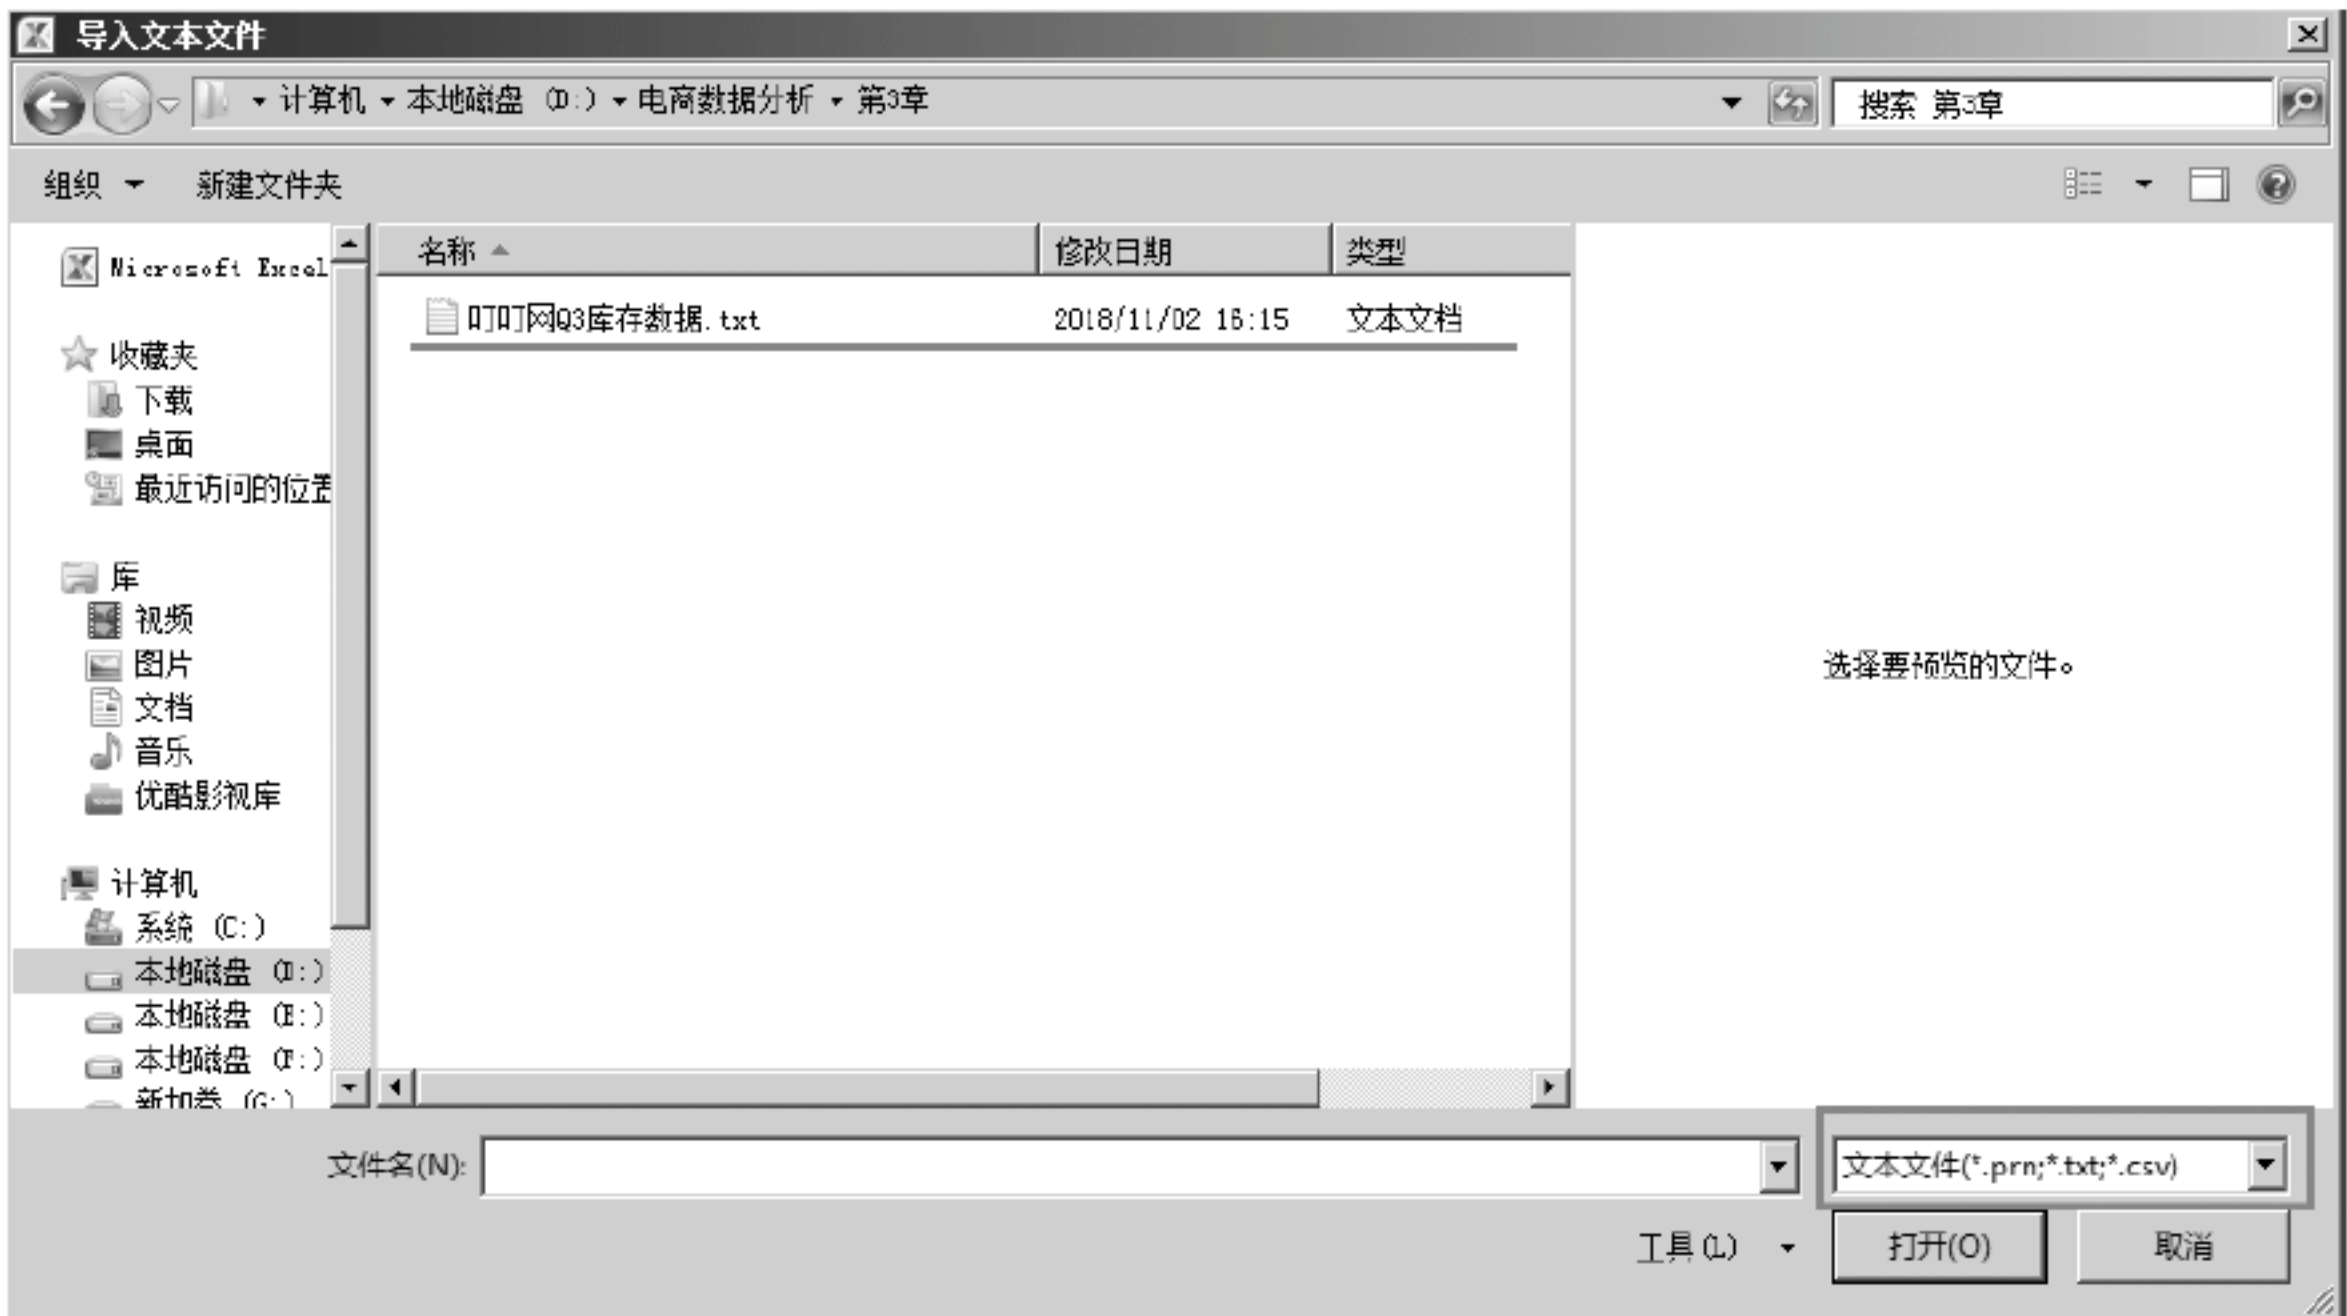 导入文本文件
计算机 本地磁盘 (D:) 电商数据分析 第3章
搜索 第3章
组织 新建文件夹
Microsoft Excel
收藏夹
下载
桌面
最近访问的位置
库
视频
图片
文档
音乐
优酷影视库
计算机
系统 (C:)
本地磁盘 (D:)
本地磁盘 (E:)
本地磁盘 (F:)
新加卷 (G:)
名称 修改日期 类型
叮叮网Q3库存数据.txt 2018/11/02 16:15 文本文档
选择要预览的文件。
文件名(N):
文本文件(*.prn;*.txt;*.csv)
工具(L) 打开(O) 取消